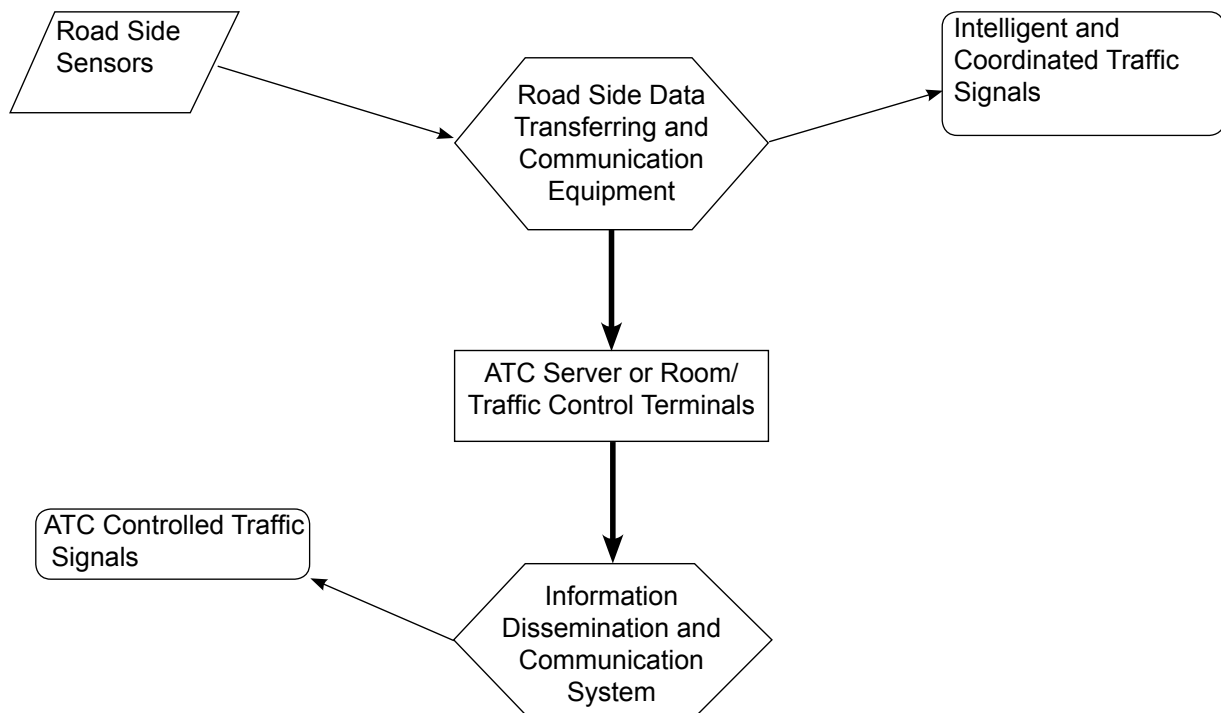 Road Side
Sensors
Road Side Data
Transferring and
Communication
Equipment
Intelligent and
Coordinated Traffic
Signals
ATC Server or Room/
Traffic Control Terminals
ATC Controlled Traffic
Signals
Information
Dissemination and
Communication
System